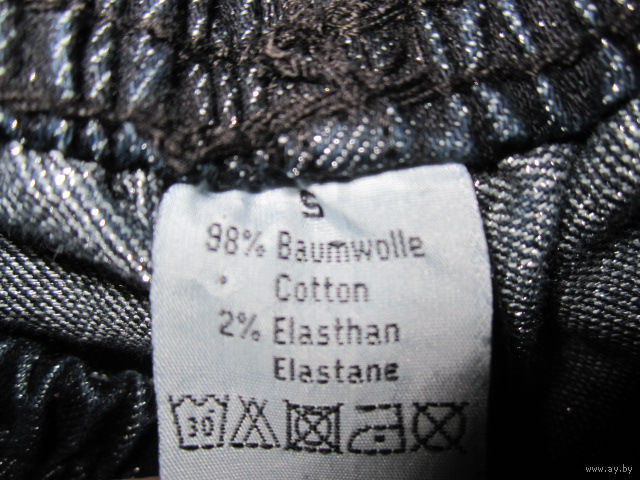 S
98% Baumwolle
Cotton
2% Elasthan
Elastane
30
www.ay.by